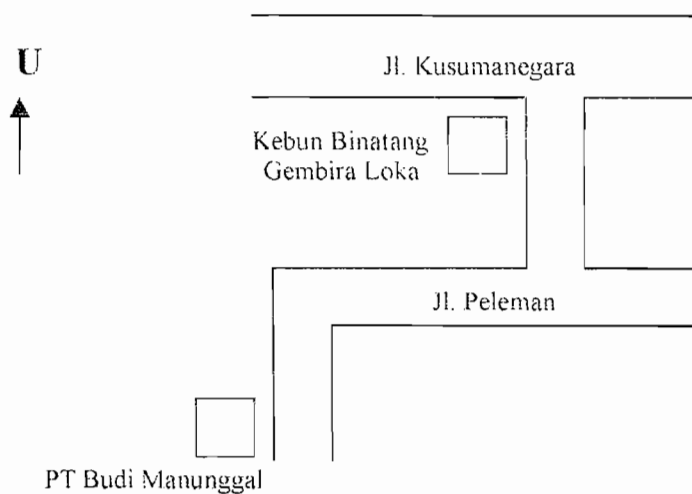 U
Jl. Kusumanegara
Kebun Binatang
Gembira Loka
Jl. Peleman
PT Budi Manunggal